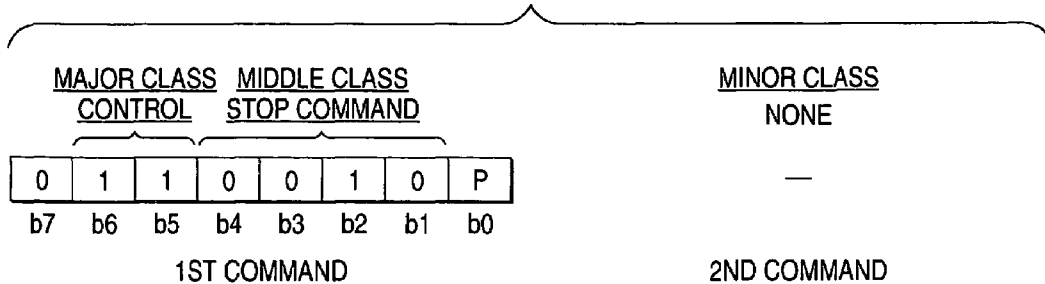 MAJOR CLASS MIDDLE CLASS MINOR CLASS
CONTROL STOP COMMAND NONE
0 1 1 0 0 1 0 P —
b7 b6 b5 b4 b3 b2 b1 b0
1ST COMMAND 2ND COMMAND